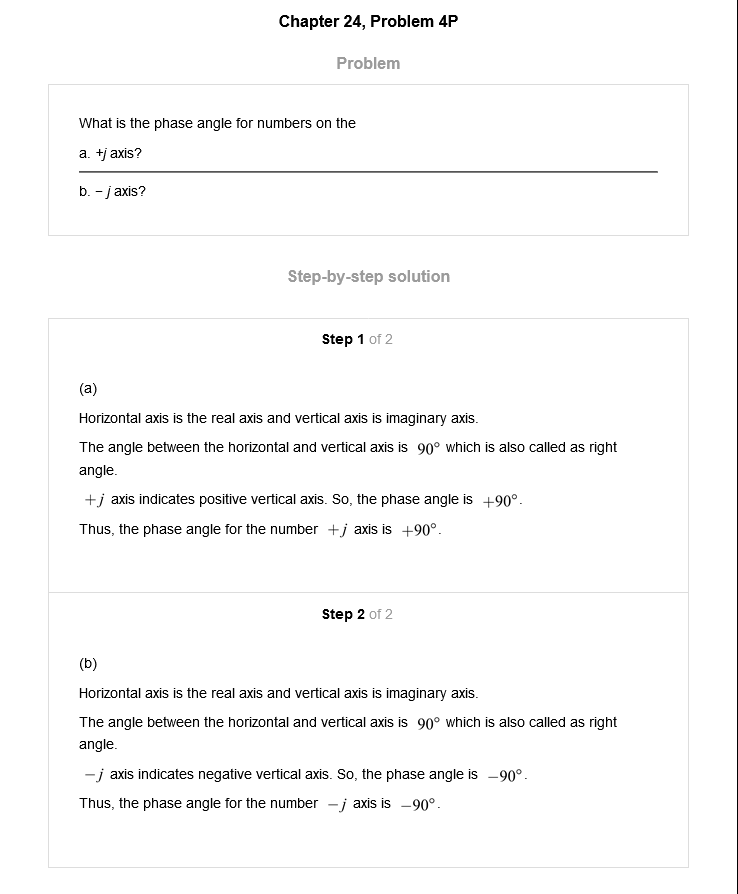 Chapter 24, Problem 4P
Problem
What is the phase angle for numbers on the
a. +j axis?
b. − j axis?
Step-by-step solution
Step 1 of 2
(a)
Horizontal axis is the real axis and vertical axis is imaginary axis.
The angle between the horizontal and vertical axis is 90° which is also called as right
angle.
+j axis indicates positive vertical axis. So, the phase angle is +90°.
Thus, the phase angle for the number +j axis is +90°.
Step 2 of 2
(b)
Horizontal axis is the real axis and vertical axis is imaginary axis.
The angle between the horizontal and vertical axis is 90° which is also called as right
angle.
−j axis indicates negative vertical axis. So, the phase angle is −90°.
Thus, the phase angle for the number −j axis is −90°.